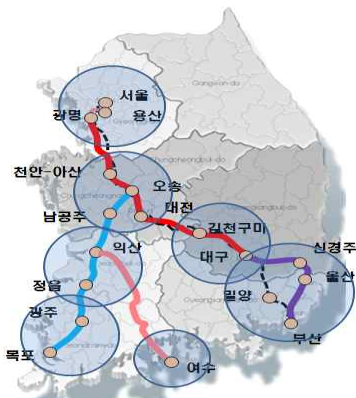 서울
광명
용산
천안-아산
오송
남공주
대전
김천구미
익산
대구
신경주
울산
정읍
밀양
광주
부산
목포
여수